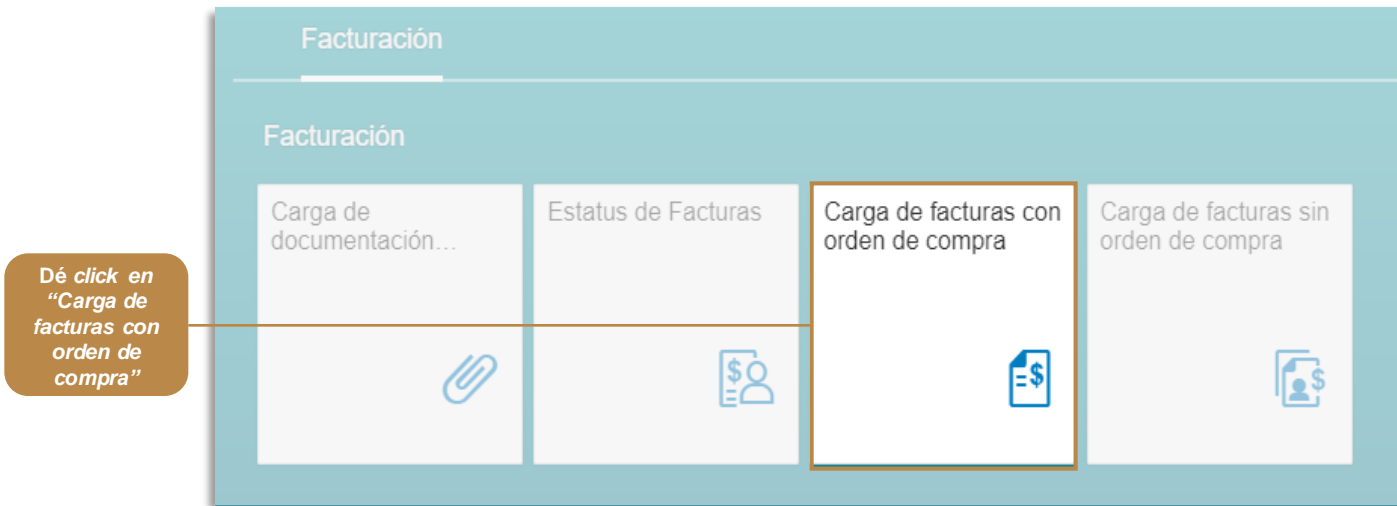 Facturación
Facturación
Carga de
documentación...
Estatus de Facturas
Carga de facturas con
orden de compra
Carga de facturas sin
orden de compra
Dé click en
“Carga de
facturas con
orden de
compra”
$
$
$